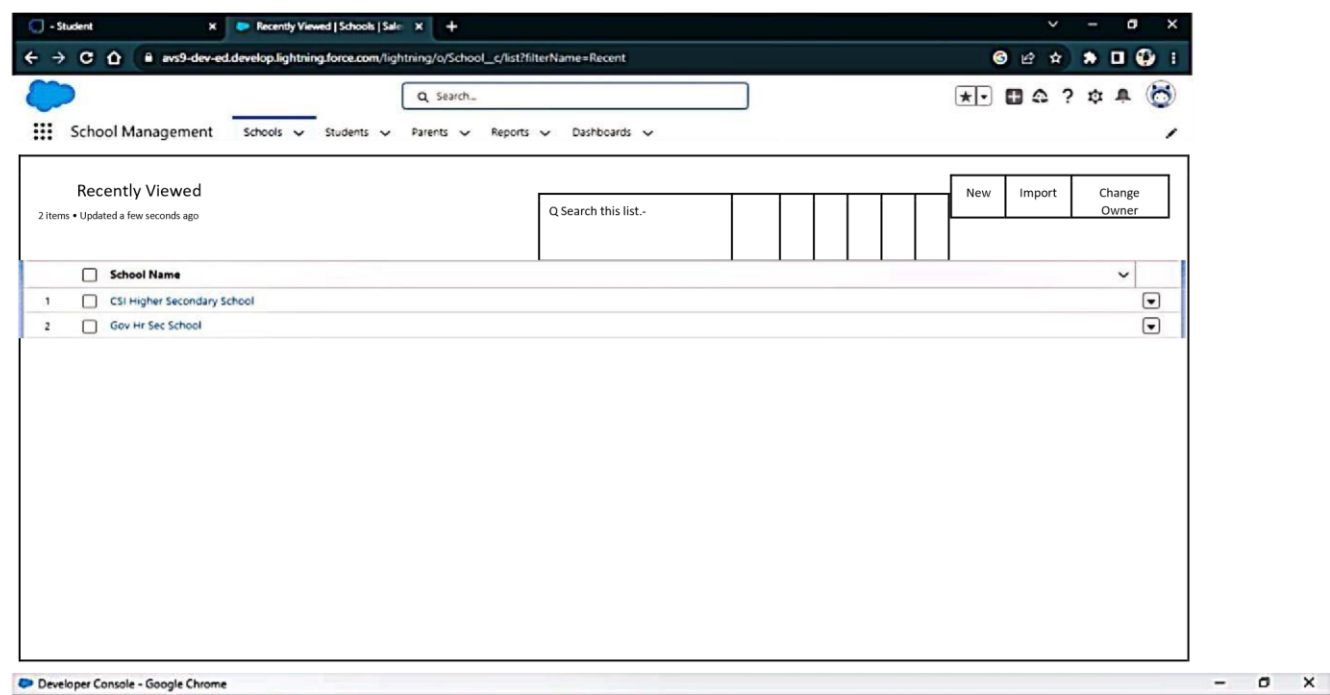 - Student
Recently Viewed | Schools | Sale
avs9-dev-ed.develop.lightning.force.com/lightning/o/School__c/list?filterName=Recent
Search...
School Management Schools Students Parents Reports Dashboards
Recently Viewed
New Import Change Owner
2 items • Updated a few seconds ago
Q Search this list.-
School Name
1 CSI Higher Secondary School
2 Gov Hr Sec School
Developer Console - Google Chrome